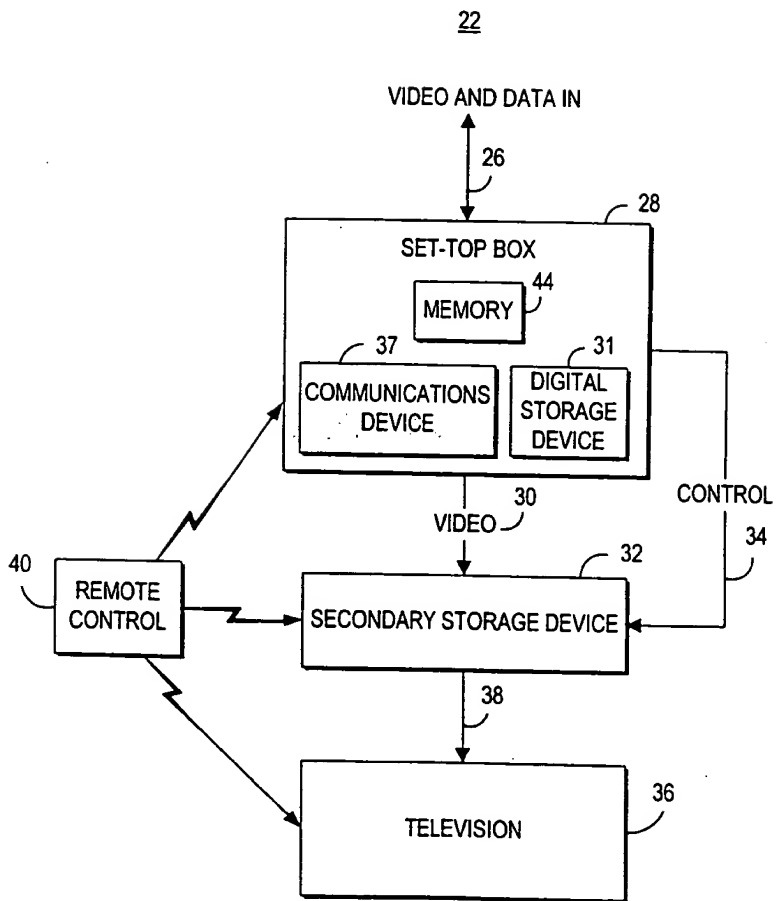 22
VIDEO AND DATA IN
26
28
SET-TOP BOX
44
MEMORY
37
31
COMMUNICATIONS
DEVICE
DIGITAL
STORAGE
DEVICE
CONTROL
34
VIDEO
30
32
40
REMOTE
CONTROL
SECONDARY STORAGE DEVICE
38
TELEVISION
36